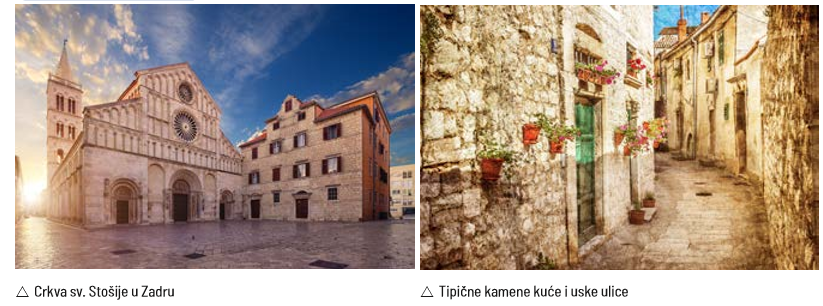 △ Crkva sv. Stošije u Zadru
△ Tipične kamene kuće i uske ulice